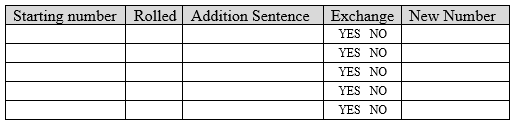 Starting number Rolled Addition Sentence Exchange New Number
YES NO
YES NO
YES NO
YES NO
YES NO